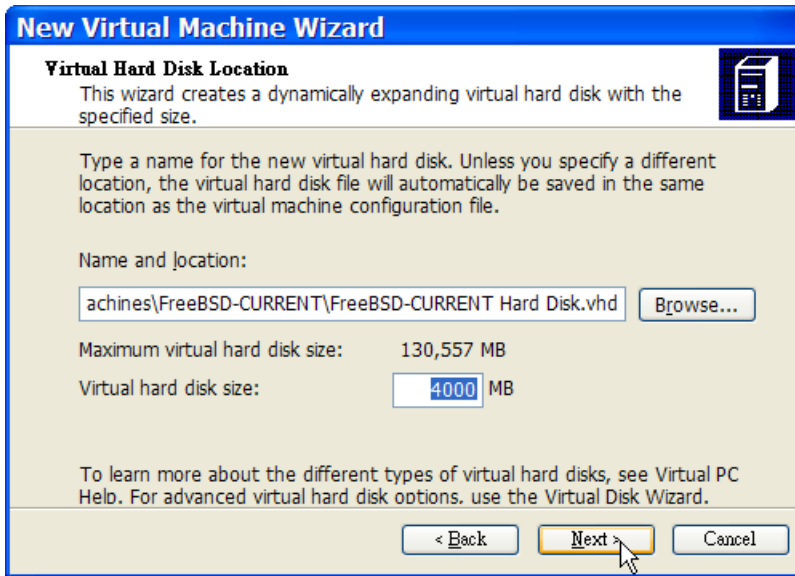 New Virtual Machine Wizard
Virtual Hard Disk Location
This wizard creates a dynamically expanding virtual hard disk with the
specified size.
Type a name for the new virtual hard disk. Unless you specify a different
location, the virtual hard disk file will automatically be saved in the same
location as the virtual machine configuration file.
Name and location:
achines\FreeBSD-CURRENT\FreeBSD-CURRENT Hard Disk.vhd Browse...
Maximum virtual hard disk size: 130,557 MB
Virtual hard disk size: 4000 MB
To learn more about the different types of virtual hard disks, see Virtual PC
Help. For advanced virtual hard disk options, use the Virtual Disk Wizard.
< Back Next > Cancel